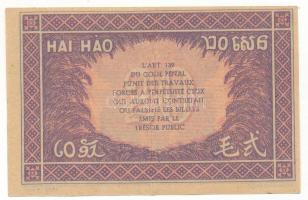 HAI HÀO
L'ART 139
DU CODE PÉNAL
PUNIT DES TRAVAUX
FORCÉS A PERPÉTUITÉ CEUX
QUI AURONT CONTREFAIT
OU FALSIFIÉ LES BILLETS
ÉMIS PAR LE
TRÉSOR PUBLIC
毛貳